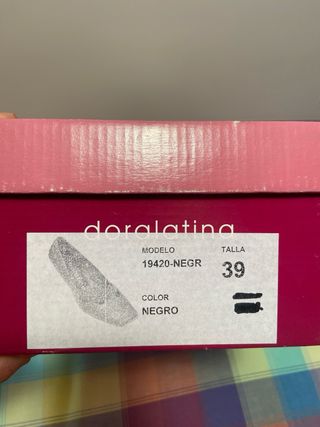 doralatina
MODELO
19420-NEGR
TALLA
39
COLOR
NEGRO